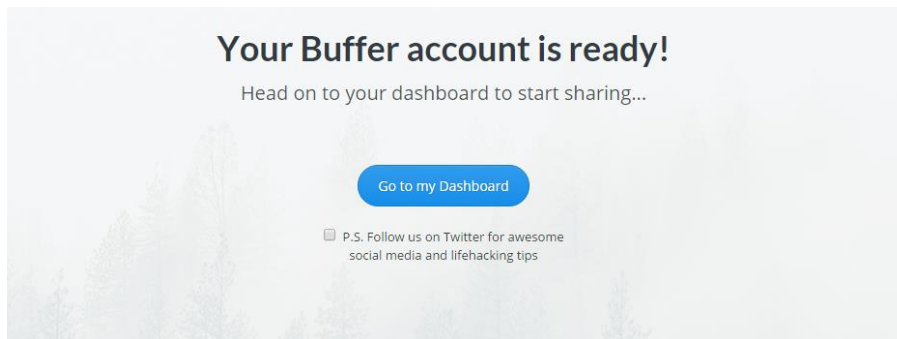 Your Buffer account is ready!
Head on to your dashboard to start sharing...
Go to my Dashboard
P.S. Follow us on Twitter for awesome
social media and lifehacking tips